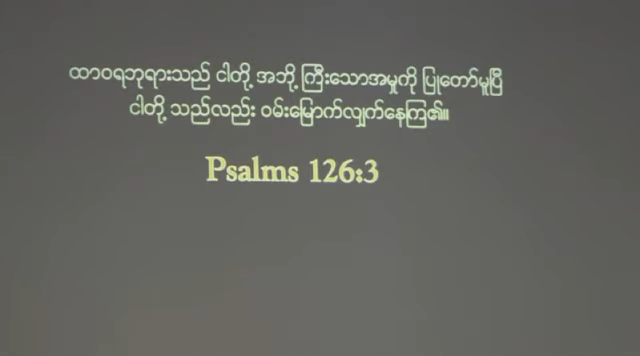 ထာဝရဘုရားသည် ငါတို့ အဘို့ ကြီးသောအမှုကို ပြုတော်မူပြီ
ငါတို့ သည်လည်း ဝမ်းမြောက်လျှက်နေကြ၏။
Psalms 126:3